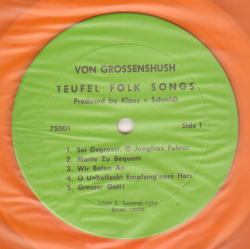 VON GROSSENSHUSH
TEUFEL FOLK SONGS
Produced by Klaus v Schmidt
75001 Side 1
1. Sei Gegrusst, O Jungfrau Fuhrer
2. Maria Zu Bequem
3. Wir Beten An
4. O Unbefleckt Empfang'ness Herz
5. Grosser Gott!